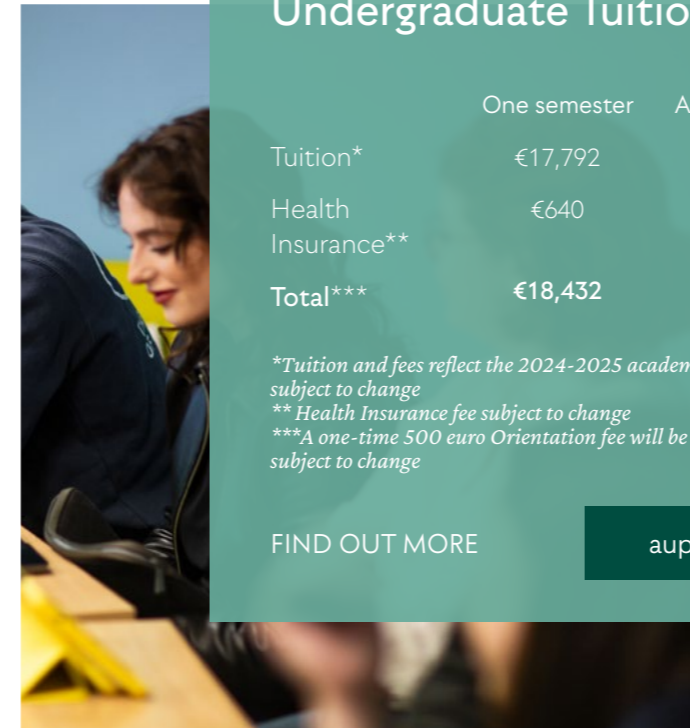 Undergraduate Tuitio
One semester A
Tuition* €17,792
Health €640
Insurance**
Total*** €18,432
*Tuition and fees reflect the 2024-2025 academ
subject to change
** Health Insurance fee subject to change
***A one-time 500 euro Orientation fee will be
subject to change
FIND OUT MORE aup